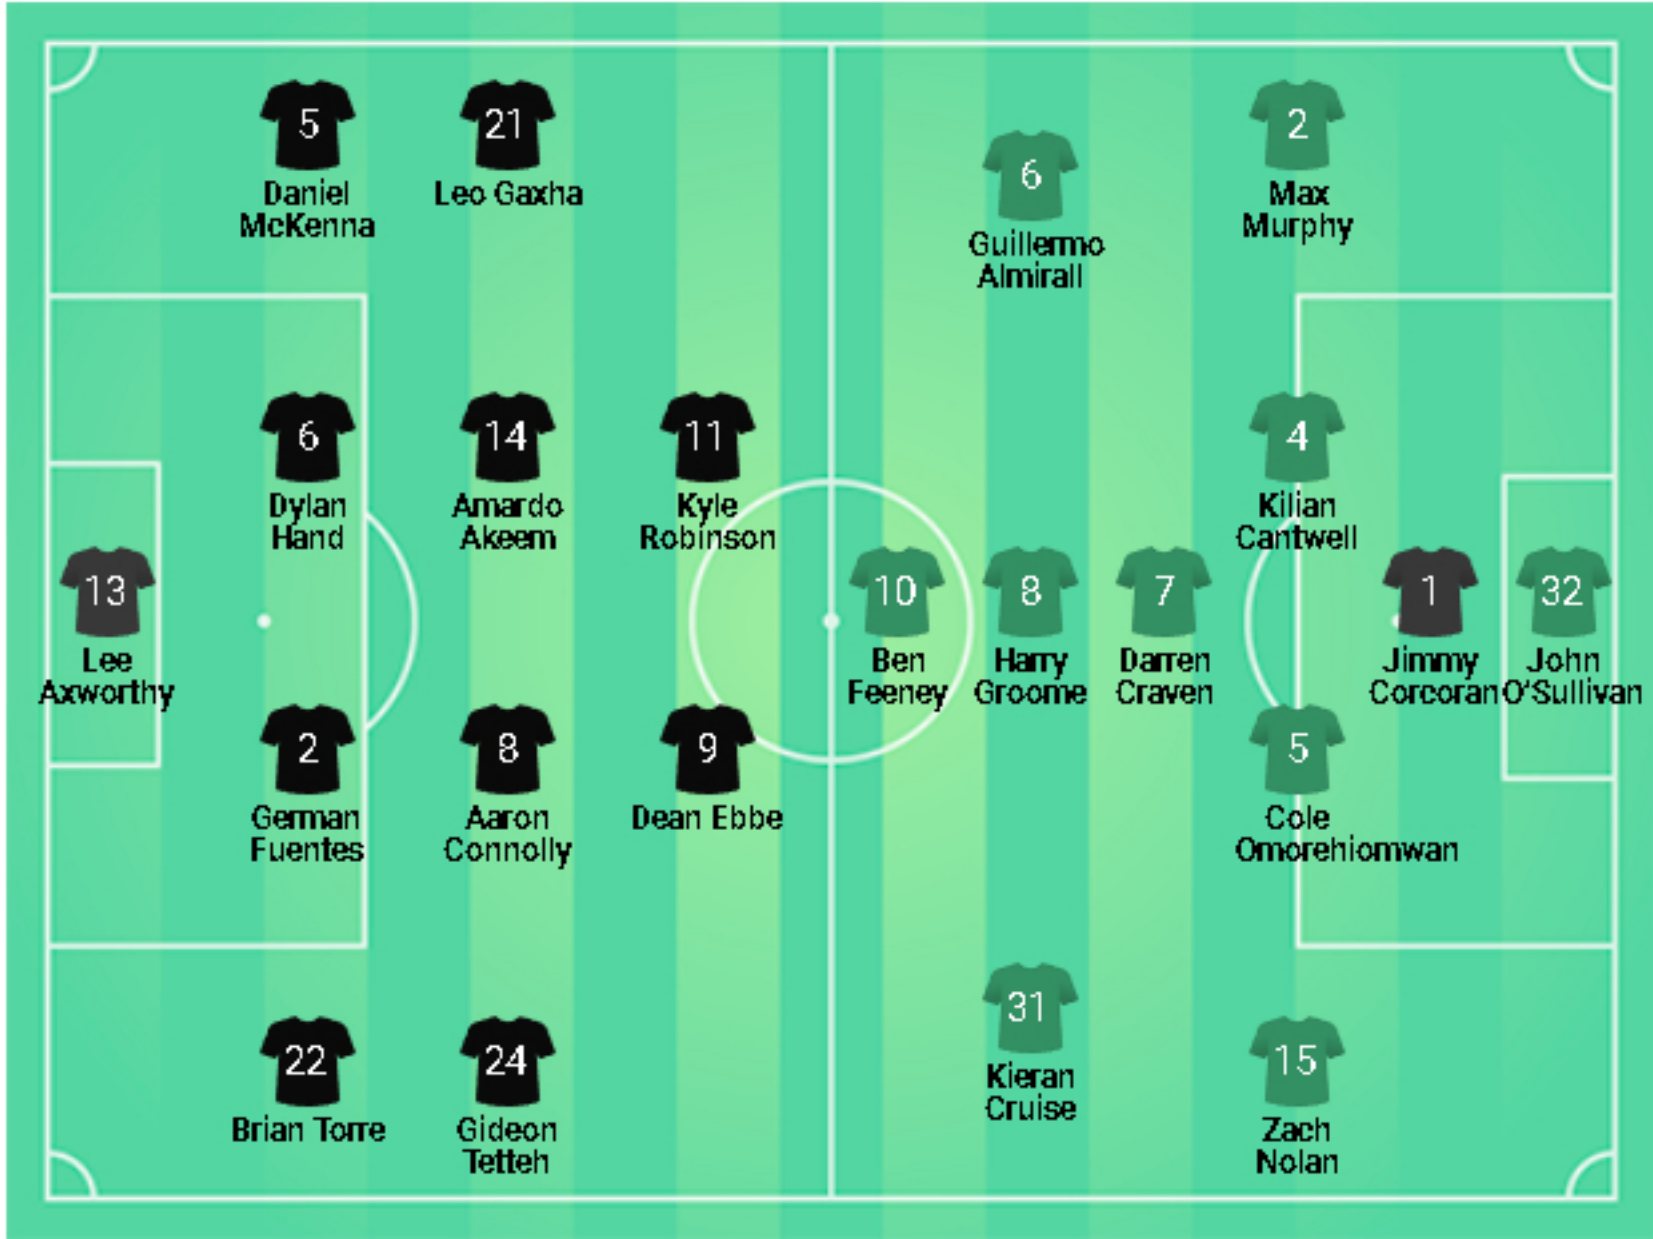 5
Daniel
McKenna
21
Leo Gaxha
6
Guillermo
Almirall
2
Max
Murphy
6
Dylan
Hand
14
Amardo
Akeem
11
Kyle
Robinson
4
Kilian
Cantwell
13
Lee
Axworthy
10
Ben
Feeney
8
Harry
Groome
7
Darren
Craven
1
Jimmy
Corcoran
32
John
O'Sullivan
2
German
Fuentes
8
Aaron
Connolly
9
Dean Ebbe
5
Cole
Omorehiomwan
22
Brian Torre
24
Gideon
Tetteh
31
Kieran
Cruise
15
Zach
Nolan